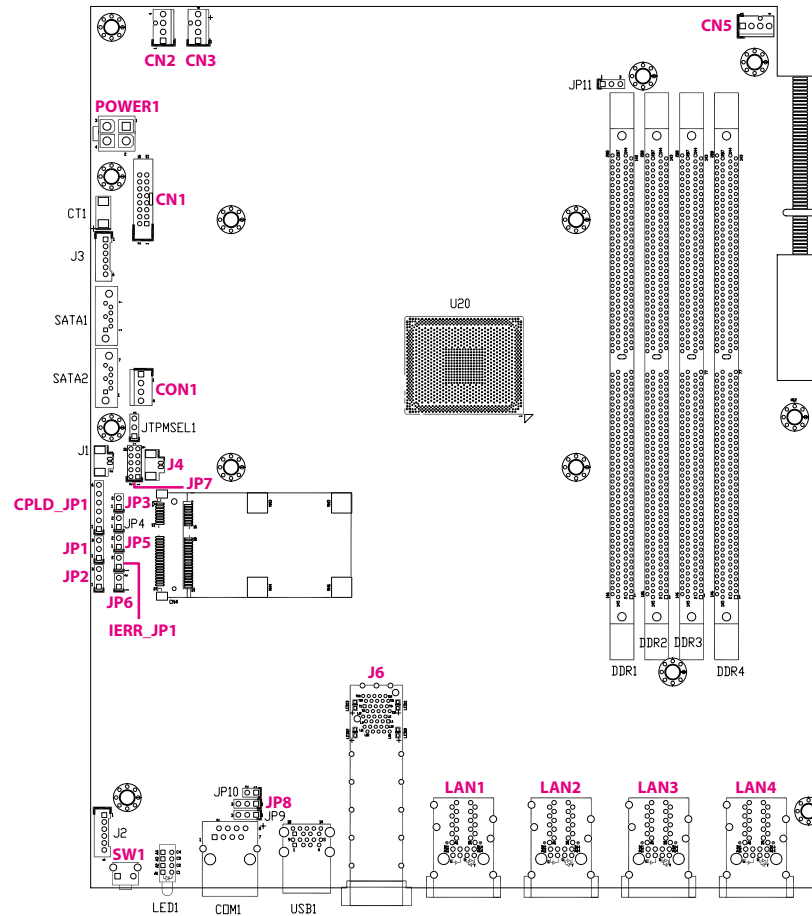 CN2
CN3
CN5
JP11
POWER1
CN1
CT1
J3
U20
SATA1
SATA2
CON1
JTPMSEL1
J1
J4
JP7
CPLD_JP1
JP3
JP4
JP1
JP5
JP2
JP6
IERR_JP1
CN4
DDR1
DDR2
DDR3
DDR4
J6
LAN1
LAN2
LAN3
LAN4
JP10
JP8
JP9
J2
SW1
LED1
COM1
USB1